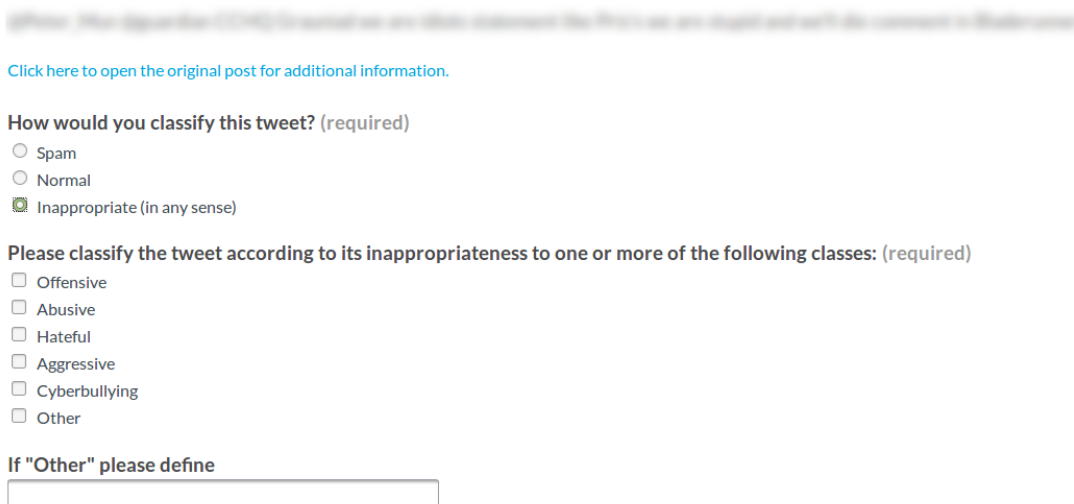 Click here to open the original post for additional information.
How would you classify this tweet? (required)
Spam
Normal
Inappropriate (in any sense)
Please classify the tweet according to its inappropriateness to one or more of the following classes: (required)
Offensive
Abusive
Hateful
Aggressive
Cyberbullying
Other
If "Other" please define